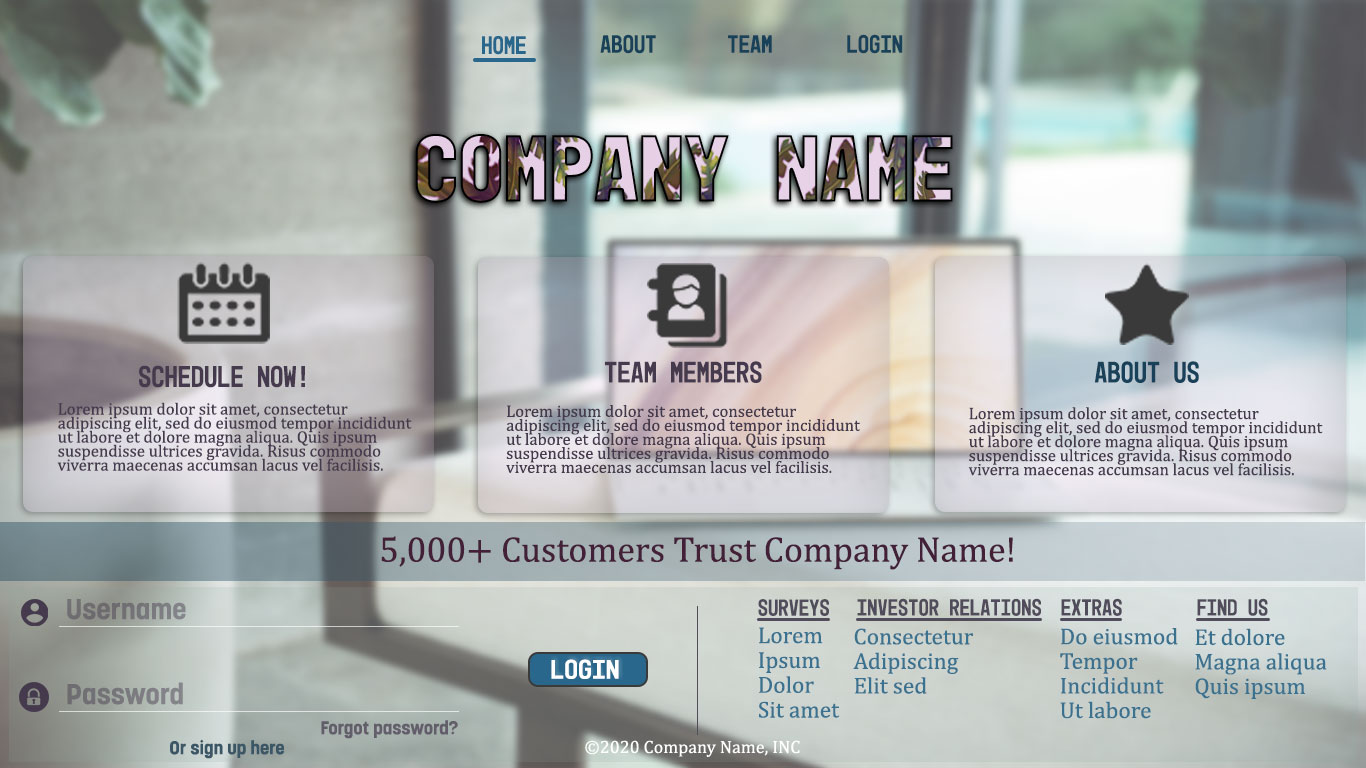 HOME ABOUT TEAM LOGIN
COMPANY NAME
SCHEDULE NOW!
Lorem ipsum dolor sit amet, consectetur
adipiscing elit, sed do eiusmod tempor incididunt
ut labore et dolore magna aliqua. Quis ipsum
suspendisse ultrices gravida. Risus commodo
viverra maecenas accumsan lacus vel facilisis.
TEAM MEMBERS
Lorem ipsum dolor sit amet, consectetur
adipiscing elit, sed do eiusmod tempor incididunt
ut labore et dolore magna aliqua. Quis ipsum
suspendisse ultrices gravida. Risus commodo
viverra maecenas accumsan lacus vel facilisis.
ABOUT US
Lorem ipsum dolor sit amet, consectetur
adipiscing elit, sed do eiusmod tempor incididunt
ut labore et dolore magna aliqua. Quis ipsum
suspendisse ultrices gravida. Risus commodo
viverra maecenas accumsan lacus vel facilisis.
5,000+ Customers Trust Company Name!
Username
Password
Forgot password?
Or sign up here
LOGIN
SURVEYS
Lorem
Ipsum
Dolor
Sit amet
INVESTOR RELATIONS
Consectetur
Adipiscing
Elit sed
EXTRAS
Do eiusmod
Tempor
Incididunt
Ut labore
FIND US
Et dolore
Magna aliqua
Quis ipsum
©2020 Company Name, INC